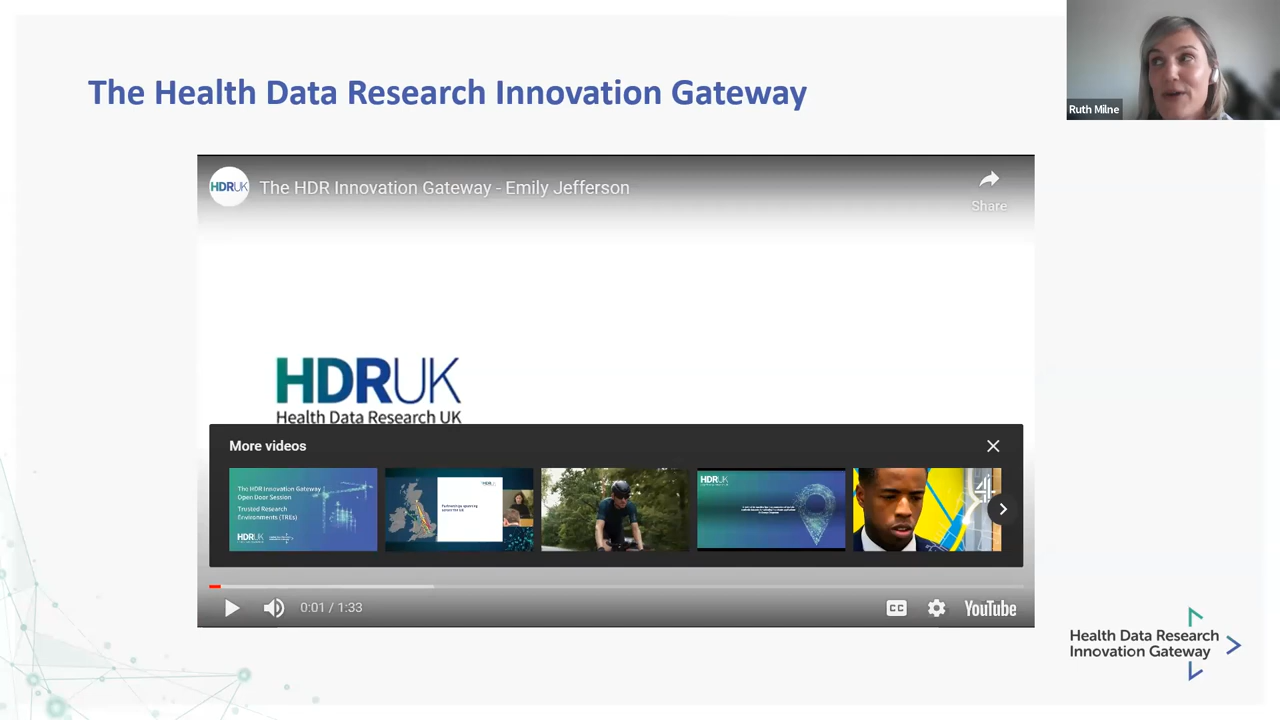 The Health Data Research Innovation Gateway
Ruth Milne
HDRUK
The HDR Innovation Gateway - Emily Jefferson
Share
HDRUK
Health Data Research UK
More videos
The HDR Innovation Gateway
Open Door Session
Trusted Research
Environments (TREs)
HDRUK
HDRUK
4
0:01 / 1:33
CC
YouTube
Health Data Research
Innovation Gateway